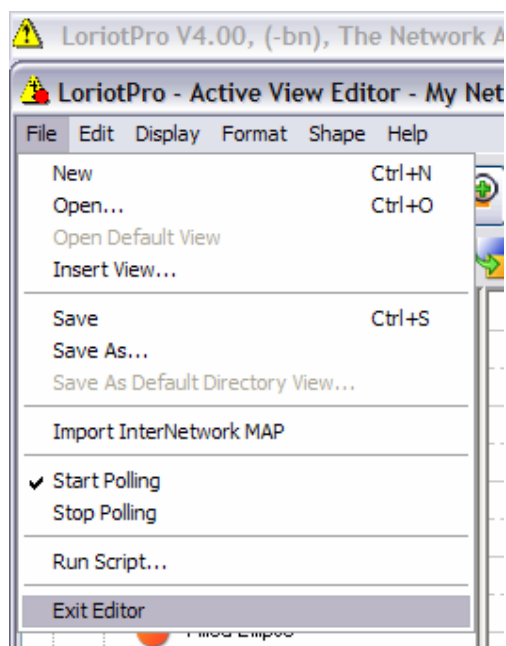 LoriotPro V4.00, (-bn), The Network A
LoriotPro - Active View Editor - My Net
File Edit Display Format Shape Help
New Ctrl+N
Open... Ctrl+O
Open Default View
Insert View...
Save Ctrl+S
Save As...
Save As Default Directory View...
Import InterNetwork MAP
Start Polling
Stop Polling
Run Script...
Exit Editor